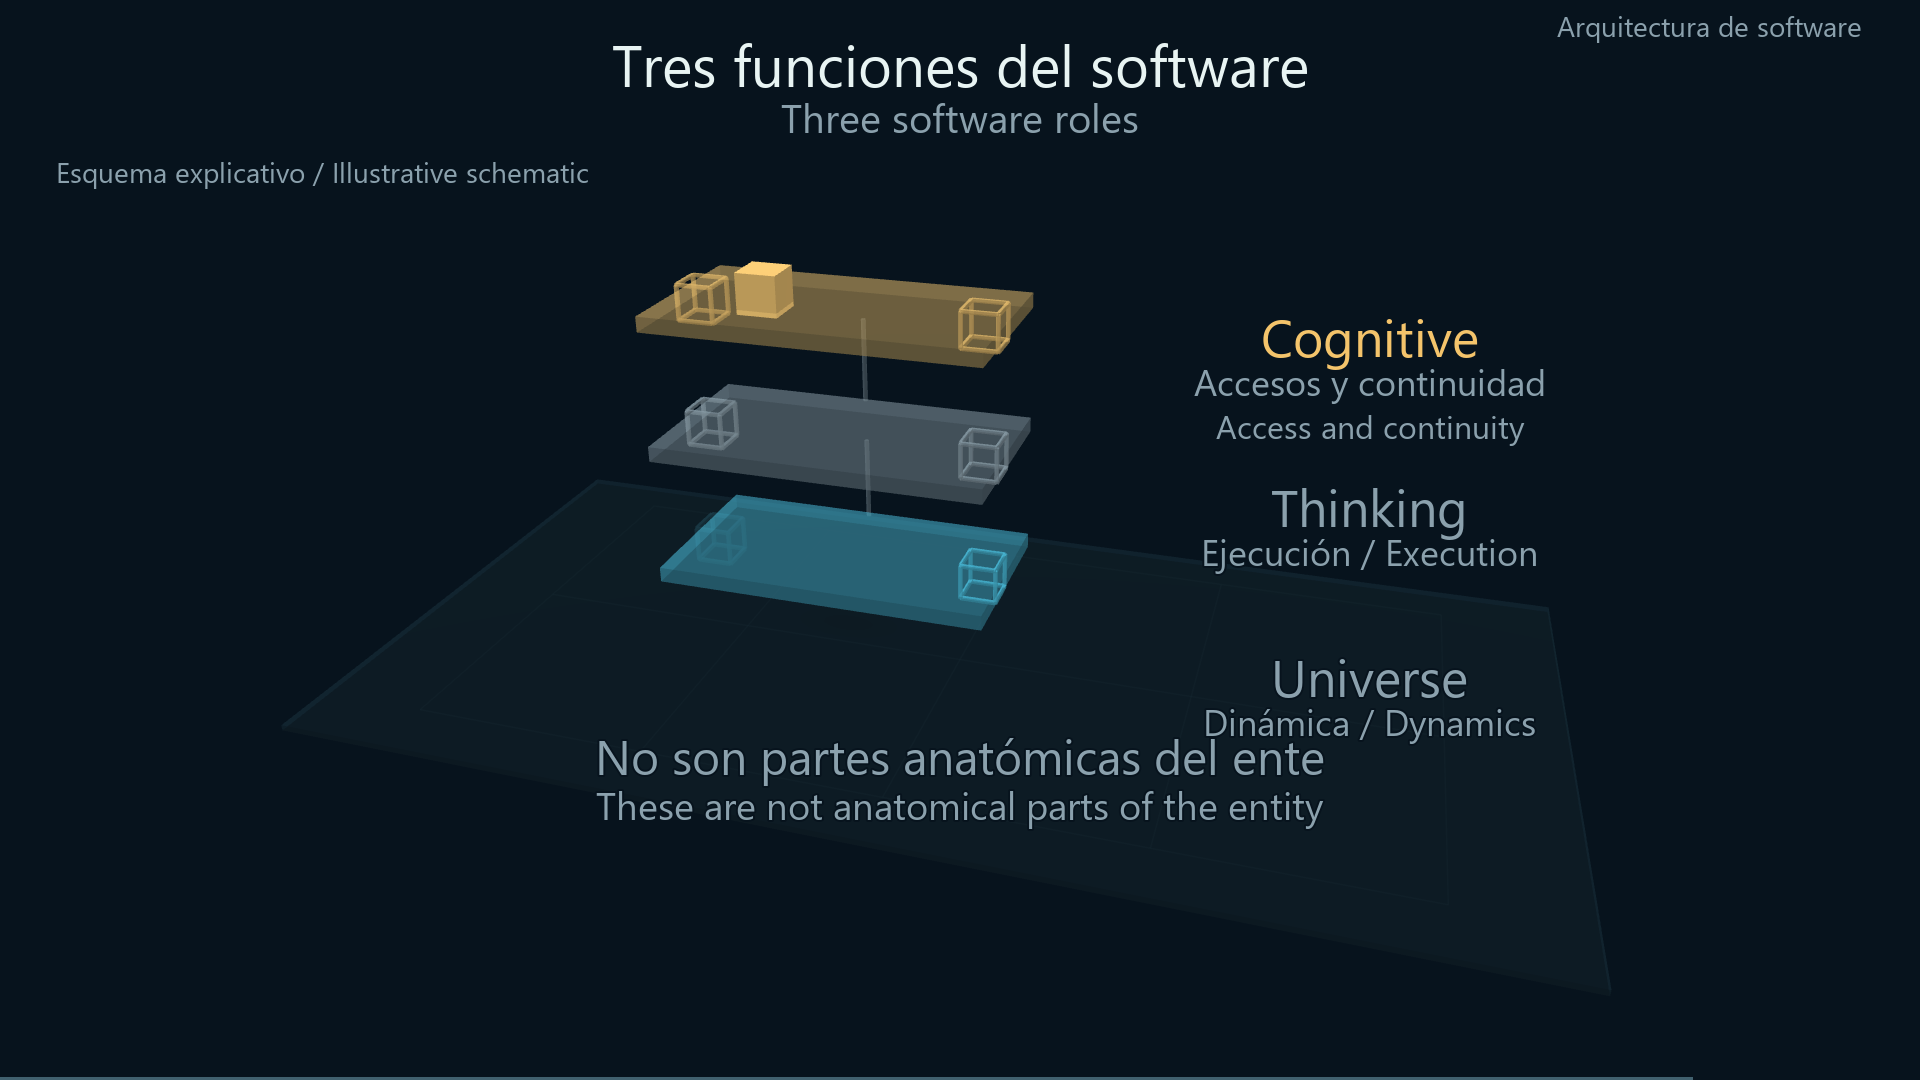 Arquitectura de software
Tres funciones del software
Three software roles
Esquema explicativo / Illustrative schematic
Cognitive
Accesos y continuidad
Access and continuity
Thinking
Ejecución / Execution
Universe
Dinámica / Dynamics
No son partes anatómicas del ente
These are not anatomical parts of the entity